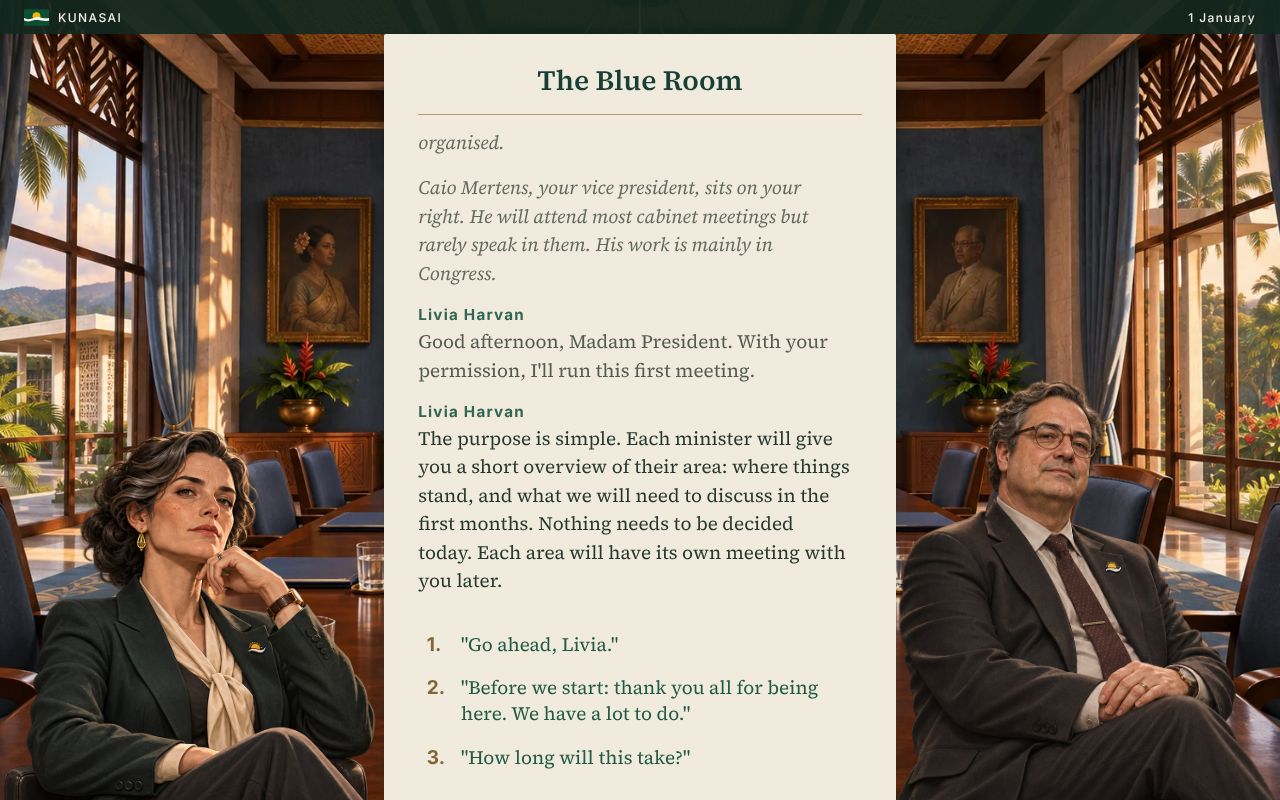 KUNASAI
1 January
The Blue Room
organised.
Caio Mertens, your vice president, sits on your
right. He will attend most cabinet meetings but
rarely speak in them. His work is mainly in
Congress.
Livia Harvan
Good afternoon, Madam President. With your
permission, I'll run this first meeting.
Livia Harvan
The purpose is simple. Each minister will give
you a short overview of their area: where things
stand, and what we will need to discuss in the
first months. Nothing needs to be decided
today. Each area will have its own meeting with
you later.
1. "Go ahead, Livia."
2. "Before we start: thank you all for being
here. We have a lot to do."
3. "How long will this take?"